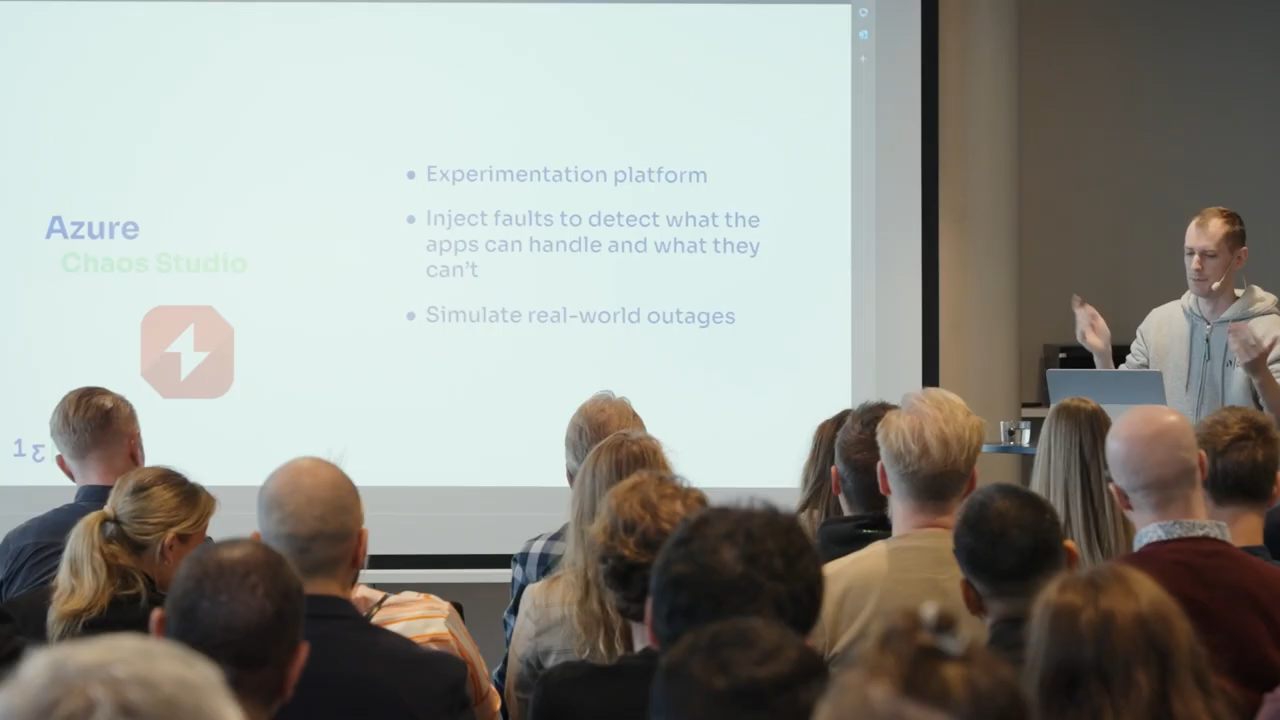 Azure
Chaos Studio
• Experimentation platform
• Inject faults to detect what the
apps can handle and what they
can't
• Simulate real-world outages